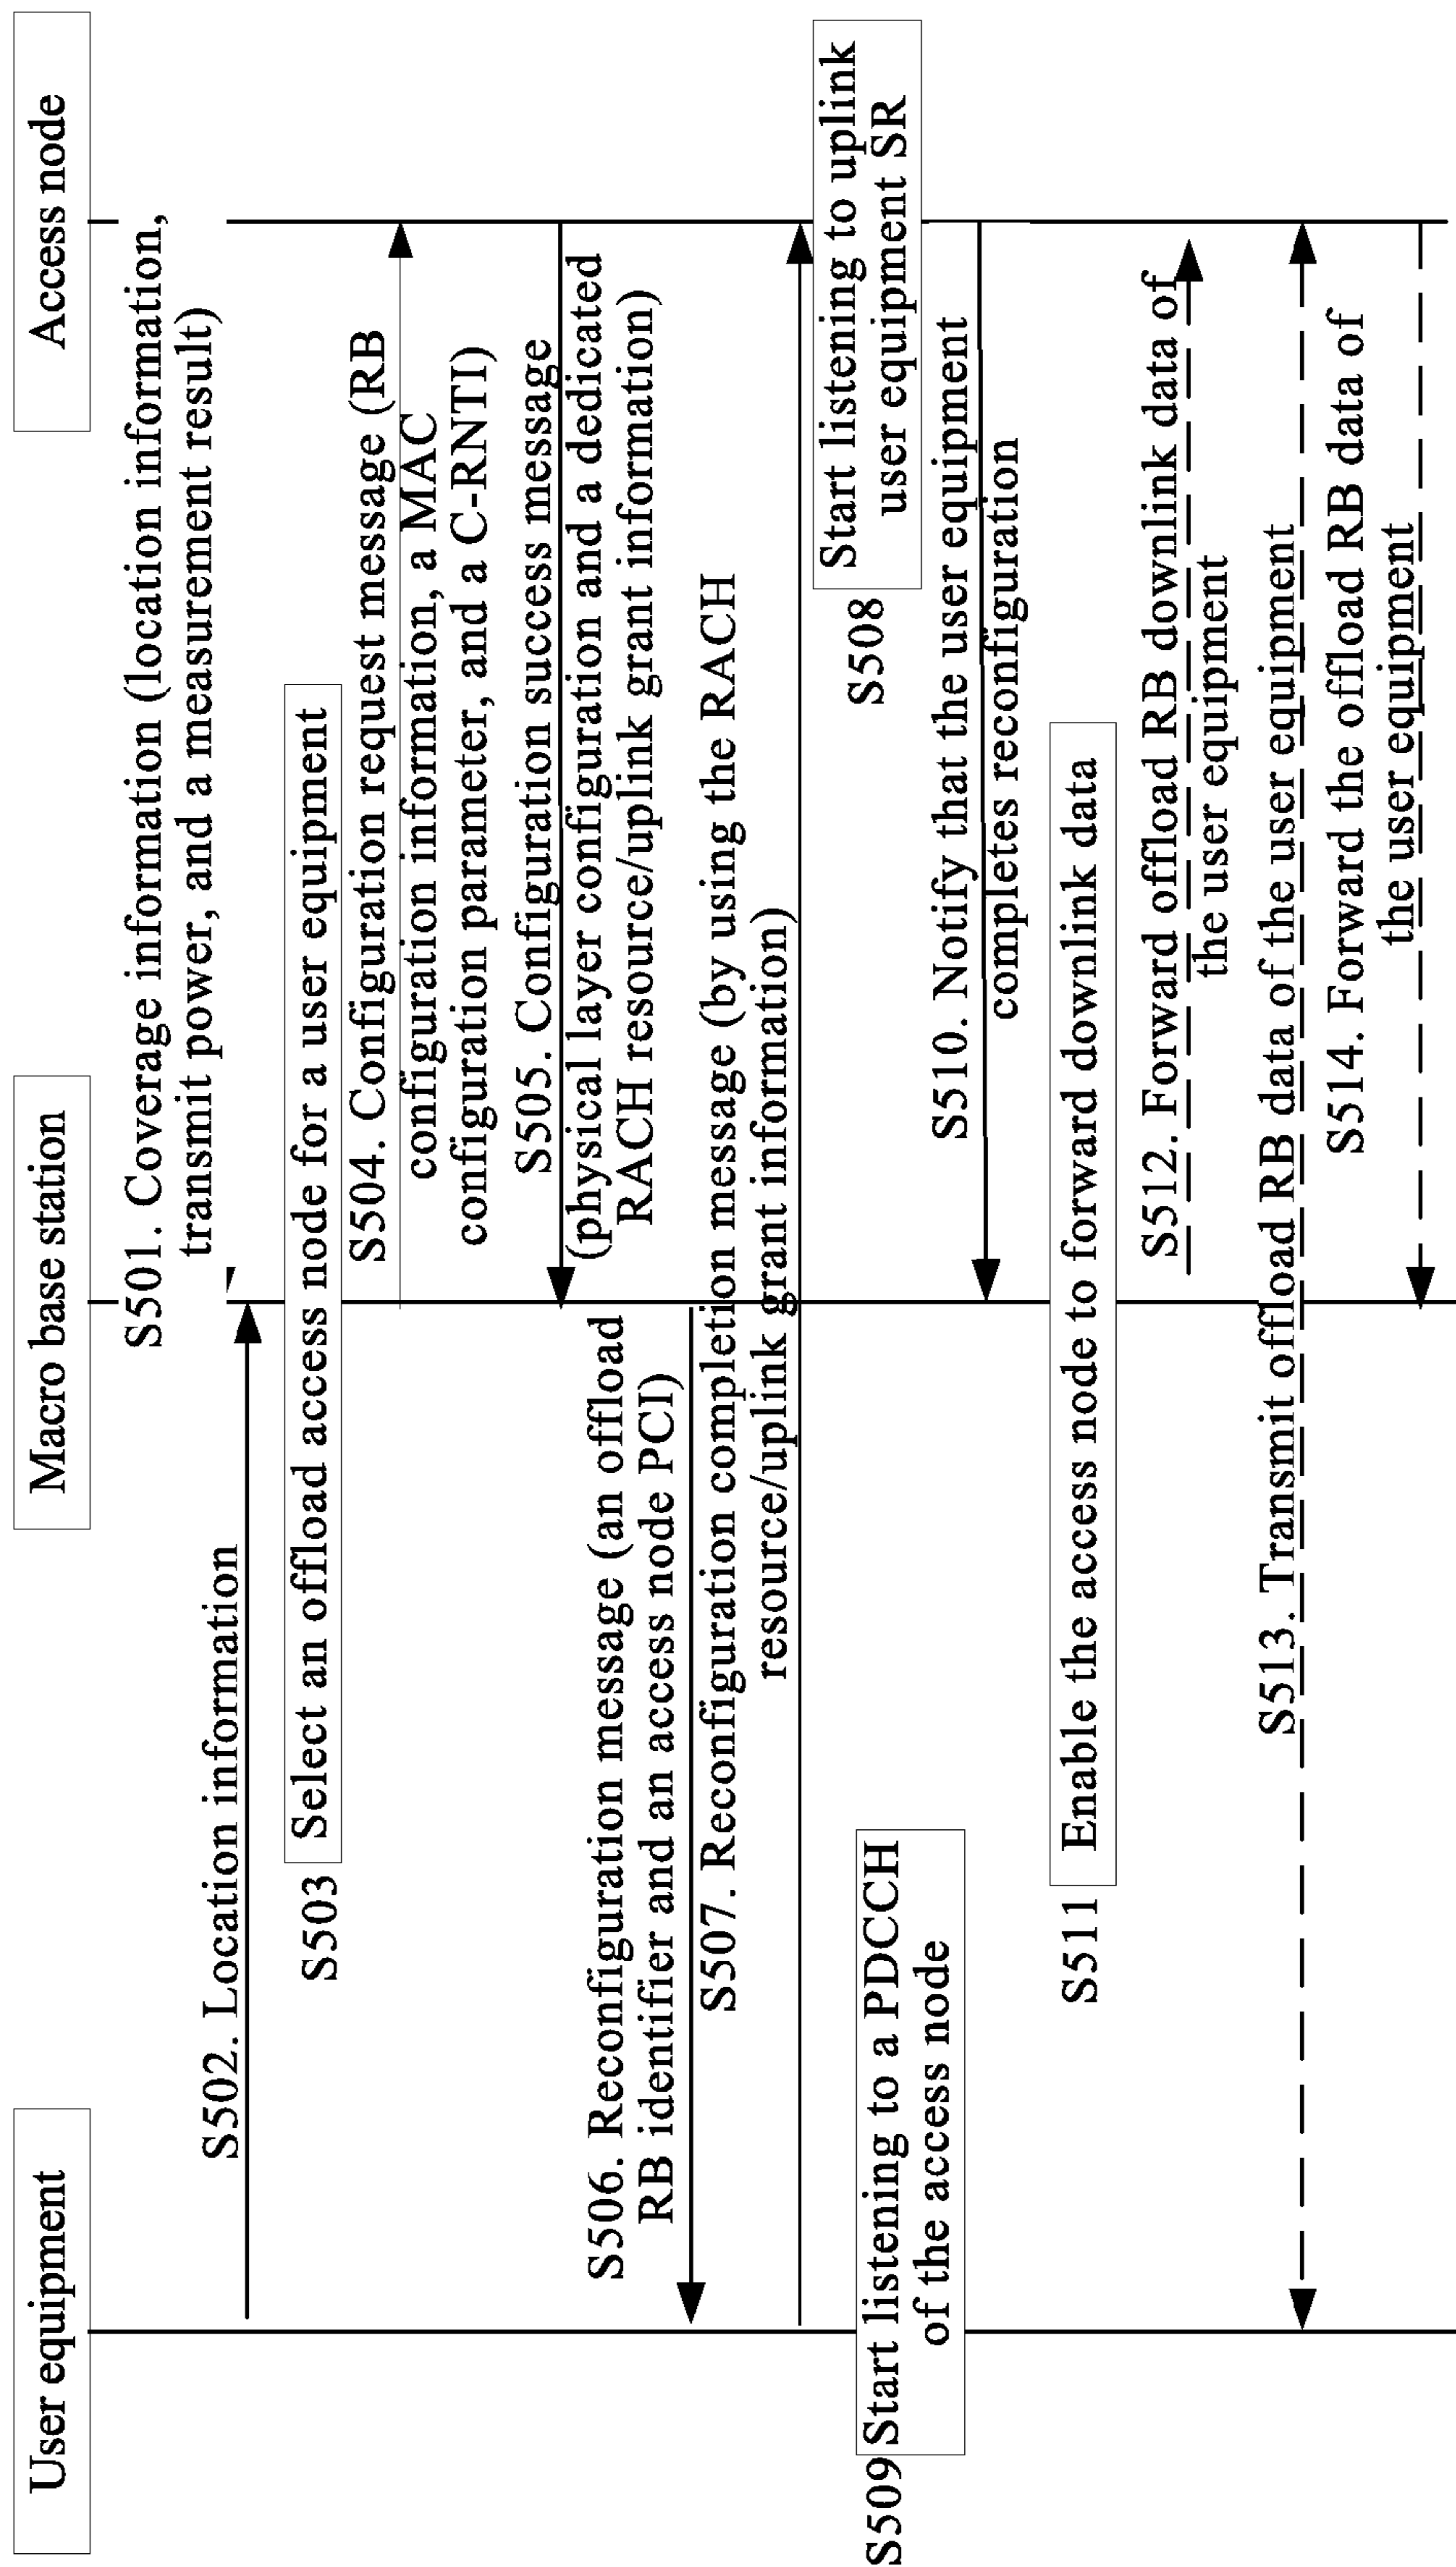 User equipment
Macro base station
Access node
S501. Coverage information (location information,
transmit power, and a measurement result)
S502. Location information
S503
Select an offload access node for a user equipment
S504. Configuration request message (RB
configuration information, a MAC
configuration parameter, and a C-RNTI)
S505. Configuration success message
(physical layer configuration and a dedicated
RACH resource/uplink grant information)
S506. Reconfiguration message (an offload
RB identifier and an access node PCI)
S507. Reconfiguration completion message (by using the RACH
resource/uplink grant information)
S508
Start listening to uplink
user equipment SR
S509
Start listening to a PDCCH
of the access node
S510. Notify that the user equipment
completes reconfiguration
S511
Enable the access node to forward downlink data
S512. Forward offload RB downlink data of
the user equipment
S513. Transmit offload RB data of the user equipment
S514. Forward the offload RB data of
the user equipment